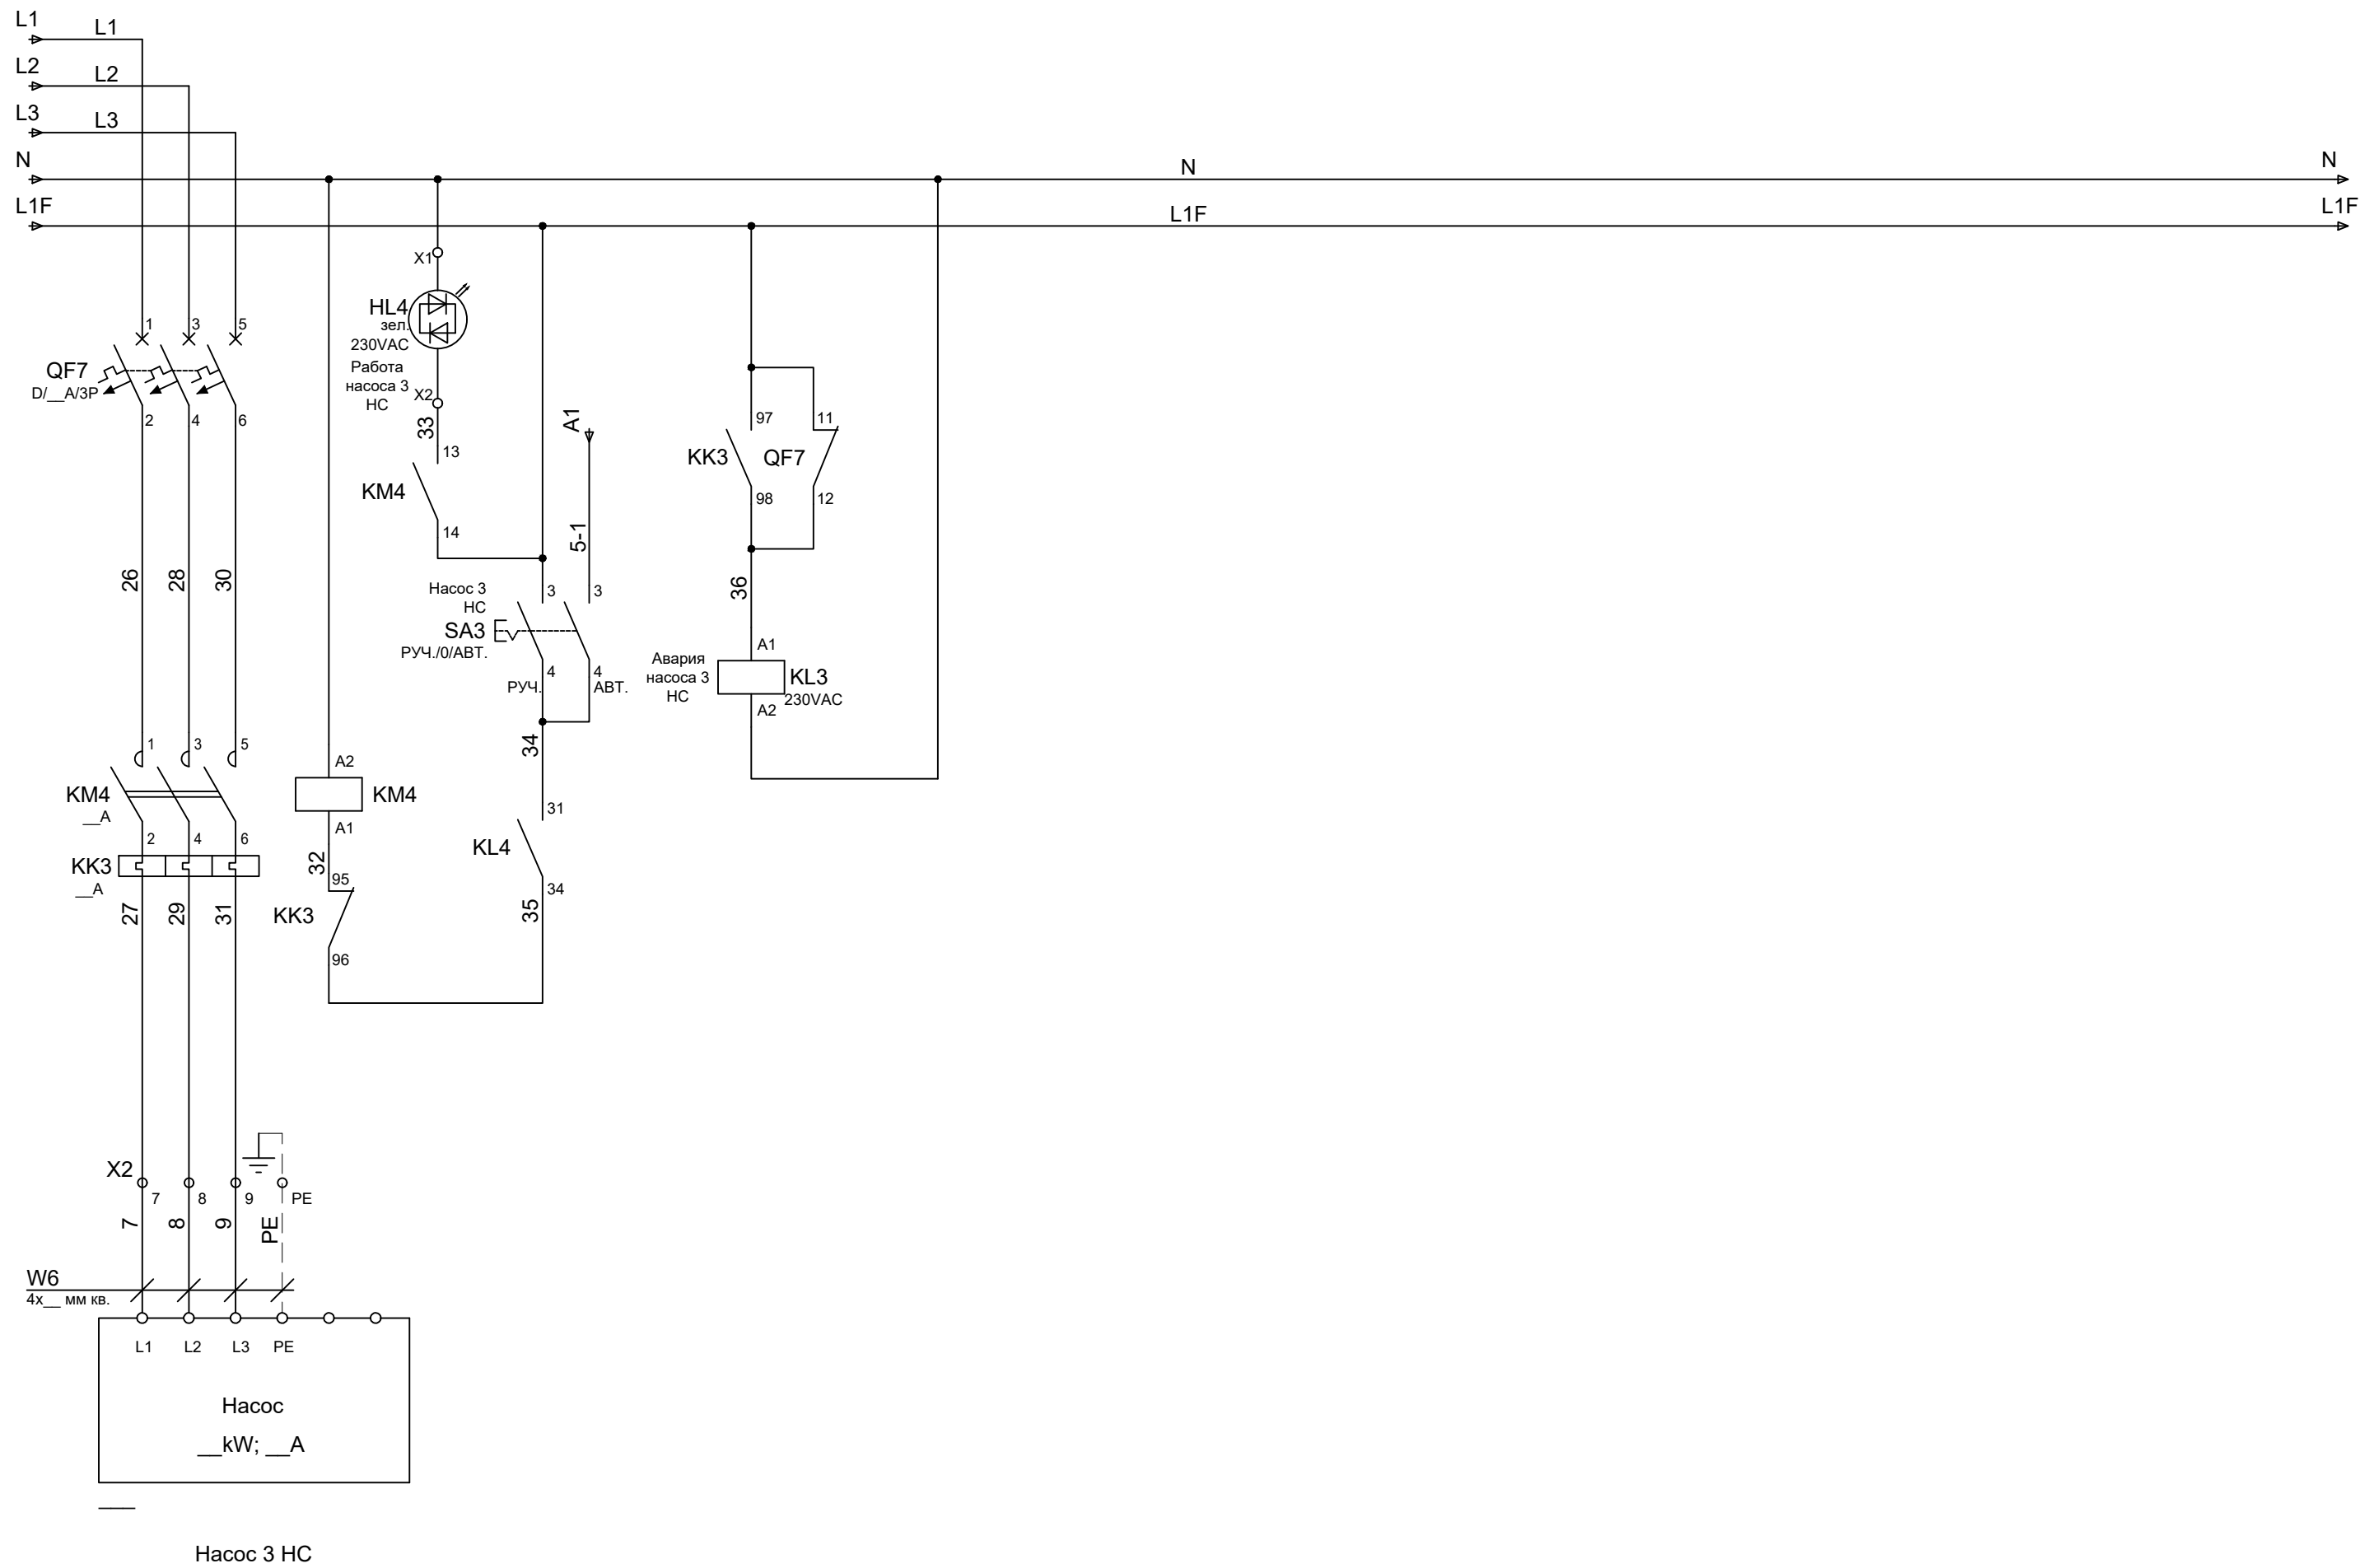 L1
L1
L2
L2
L3
L3
N
N
N
L1F
L1F
L1F
X1
HL4
зел.
230VAC
Работа
насоса 3
НС
X2
33
1
3
5
QF7
D/__A/3P
2
4
6
13
KM4
14
A1
5-1
97
11
KK3
QF7
98
12
26
28
30
36
Насос 3
НС
SA3
РУЧ./0/АВТ.
3
3
4
4
РУЧ.
АВТ.
34
A1
Авария
насоса 3
НС
KL3
230VAC
A2
1
3
5
KM4
__A
2
4
6
KK3
__A
27
29
31
A2
KM4
A1
32
95
KK3
96
31
KL4
34
35
X2
7
8
9
PE
7
8
9
PE
W6
4x__ мм кв.
L1
L2
L3
PE
Насос
__kW; __A
___
Насос 3 НС